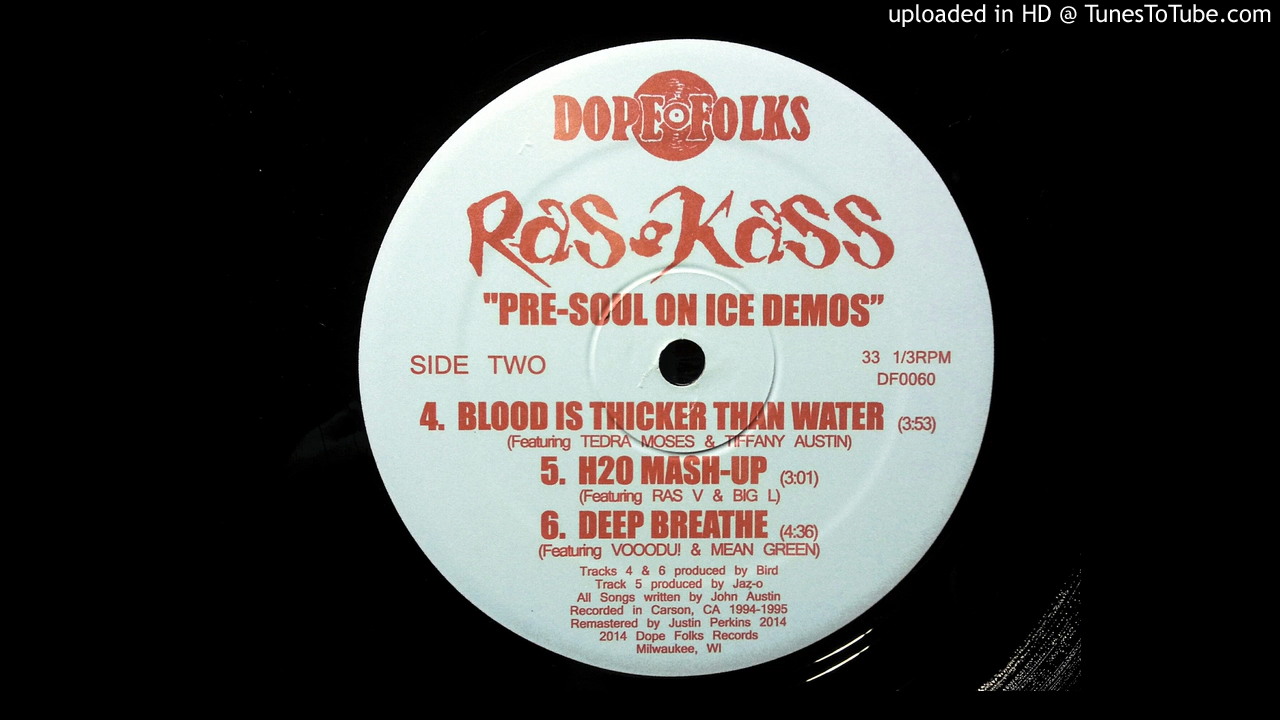 uploaded in HD @ TunesToTube.com
DOPE FOLKS
Ras Kass
"PRE-SOUL ON ICE DEMOS”
SIDE TWO
33 1/3RPM
DF0060
4. BLOOD IS THICKER THAN WATER (3:53)
(Featuring TEDRA MOSES & TIFFANY AUSTIN)
5. H20 MASH-UP (3:01)
(Featuring RAS V & BIG L)
6. DEEP BREATHE (4:36)
(Featuring VOOODU! & MEAN GREEN)
Tracks 4 & 6 produced by Bird
Track 5 produced by Jaz-o
All Songs written by John Austin
Recorded in Carson, CA 1994-1995
Remastered by Justin Perkins 2014
2014 Dope Folks Records
Milwaukee, WI